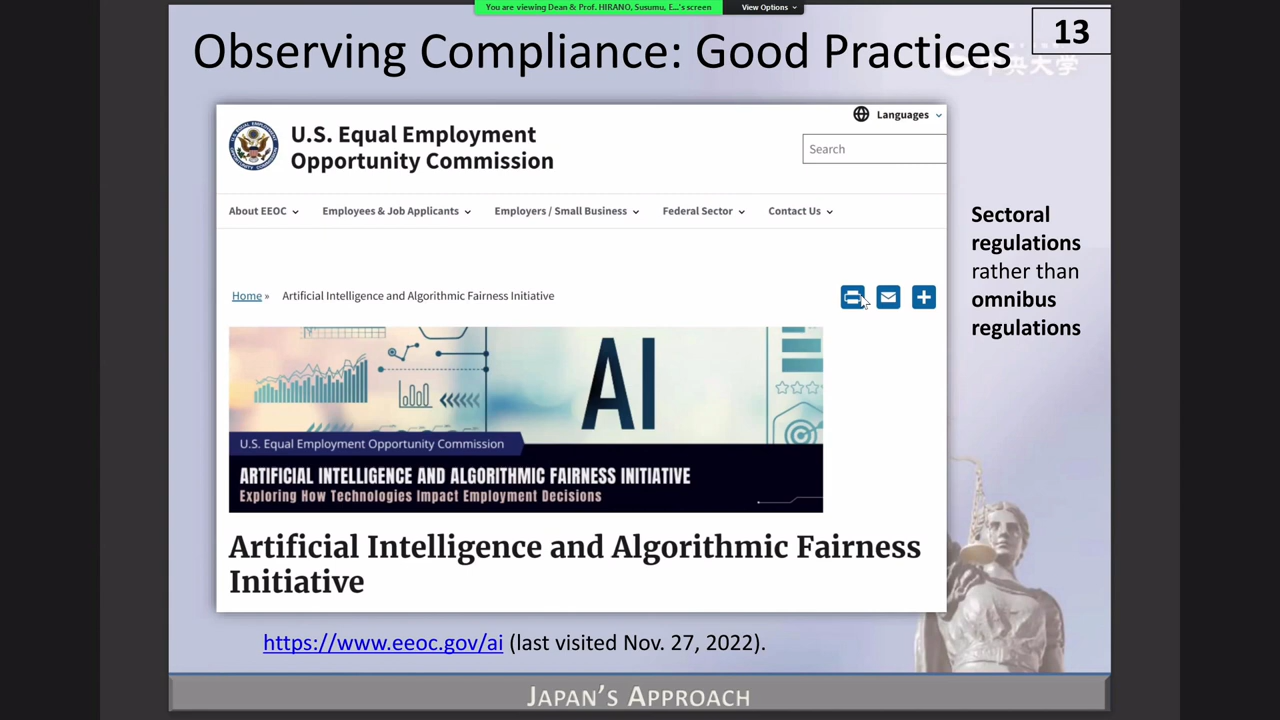 You are viewing Dean & Prof. HIRANO, Susumu, E...'s screen
View Options
13
Observing Compliance: Good Practices
中央大学
Languages
U.S. Equal Employment
Opportunity Commission
Search
About EEOC
Employees & Job Applicants
Employers / Small Business
Federal Sector
Contact Us
Sectoral
regulations
rather than
omnibus
regulations
Home »
Artificial Intelligence and Algorithmic Fairness Initiative
AI
U.S. Equal Employment Opportunity Commission
ARTIFICIAL INTELLIGENCE AND ALGORITHMIC FAIRNESS INITIATIVE
Exploring How Technologies Impact Employment Decisions
Artificial Intelligence and Algorithmic Fairness
Initiative
https://www.eeoc.gov/ai (last visited Nov. 27, 2022).
JAPAN'S APPROACH